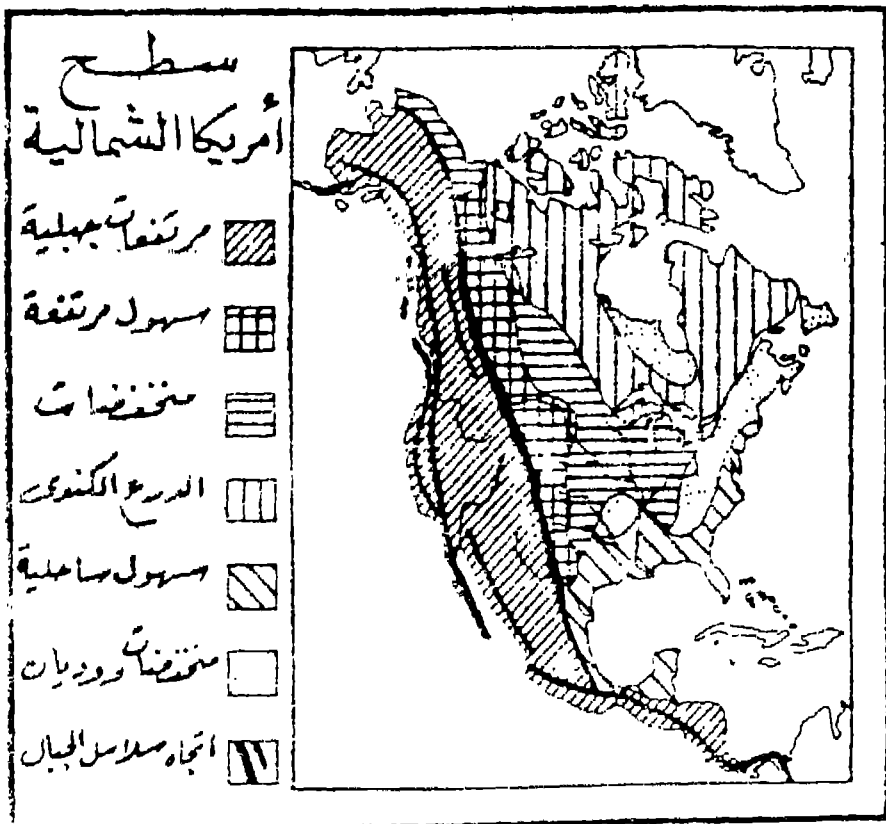 سطح
أمريكا الشمالية
مرتفعات جبلية
سهول مرتفعة
منخفضات
الدرع الكندي
سهول ساحلية
منخفضات ووديان
اتجاه سلاسل الجبال